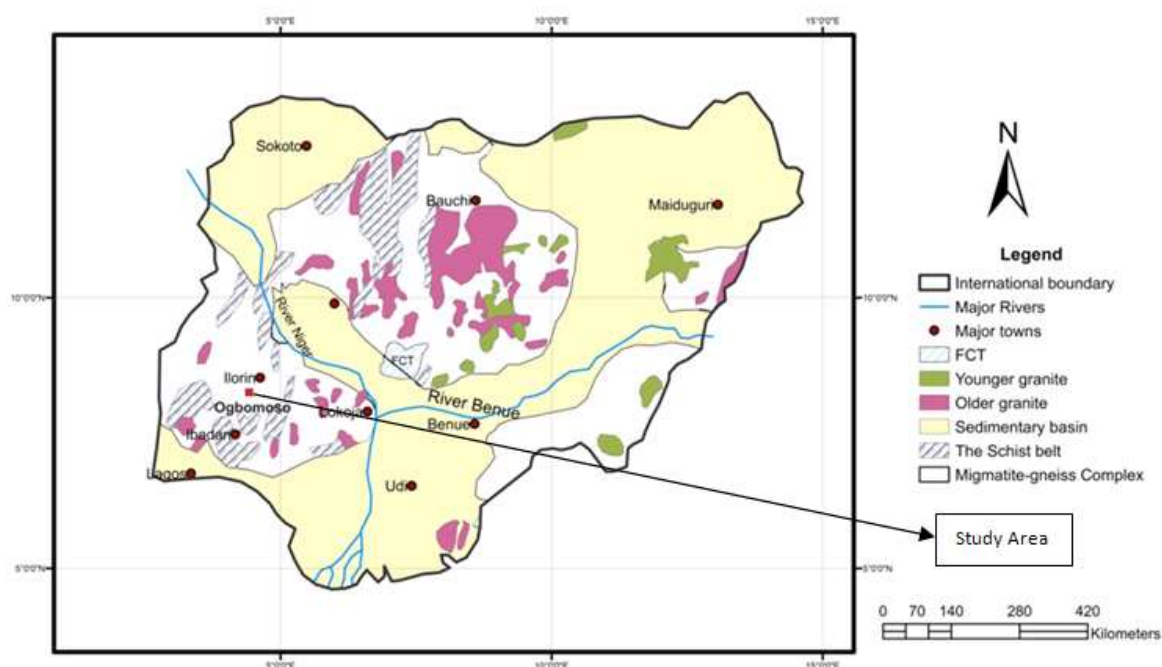 5°0'0"E
10°0'0"E
15°0'0"E
Sokoto
Bauchi
Maiduguri
10°0'0"N
10°0'0"N
River Niger
FCT
Ilorin
Ogbomoso
Lokoja
River Benue
Benue
Ibadan
Lagos
Udi
5°0'0"N
5°0'0"N
5°0'0"E
10°0'0"E
15°0'0"E
N
Legend
International boundary
Major Rivers
Major towns
FCT
Younger granite
Older granite
Sedimentary basin
The Schist belt
Migmatite-gneiss Complex
Study Area
0 70 140 280 420
Kilometers